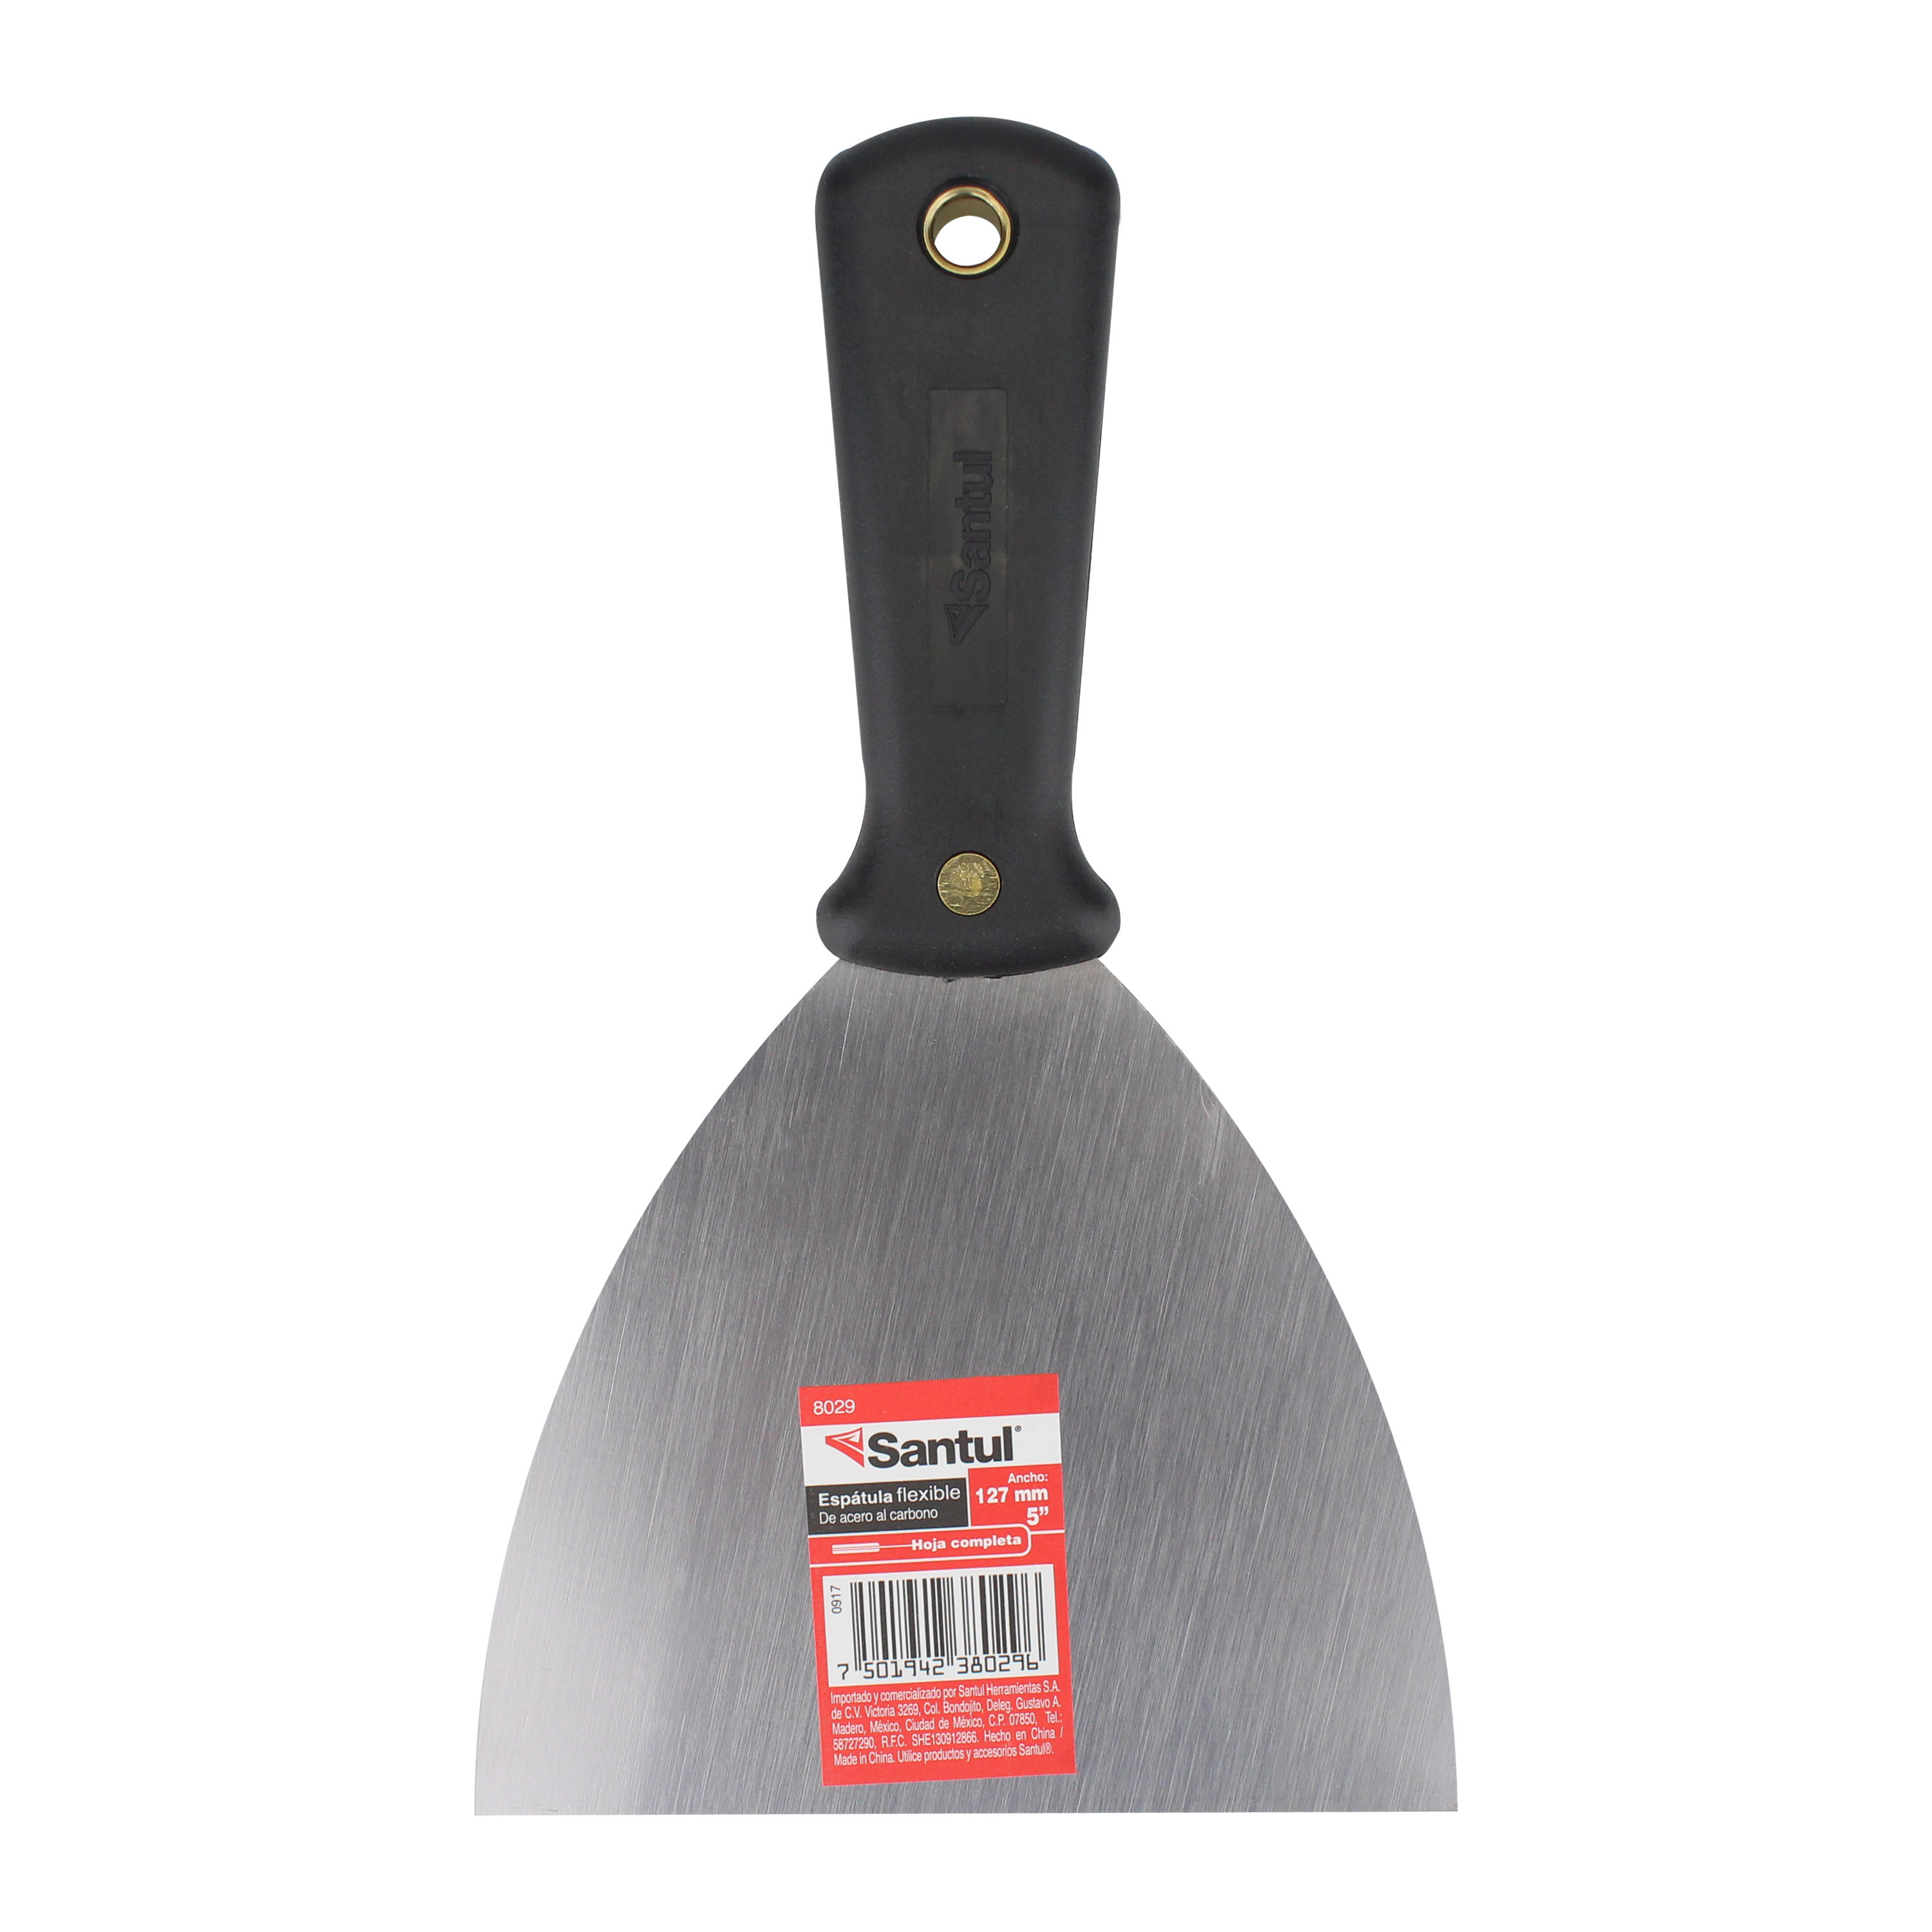 Santul
8029
Santul®
Espátula flexible
De acero al carbono
Ancho:
127 mm
5”
Hoja completa
0917
7 501942 380296
Importado y comercializado por Santul Herramientas S.A.
de C.V. Victoria 3269, Col. Bondojito, Deleg. Gustavo A.
Madero, México, Ciudad de México, C.P. 07850, Tel.:
58727290, R.F.C. SHE130912866. Hecho en China /
Made in China. Utilice productos y accesorios Santul®.